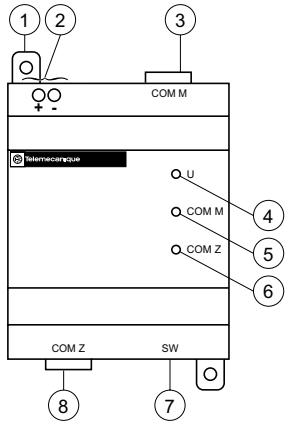 1 2 3
+ -
COM M
Telemecanique
U
4
COM M
5
COM Z
6
COM Z SW
8 7